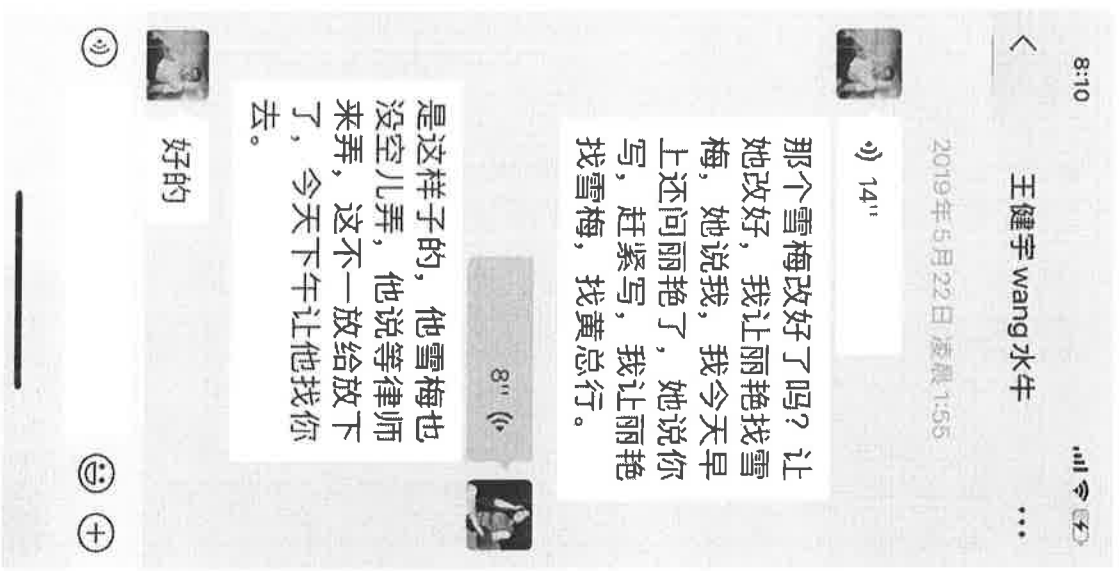 8:10
王健宇 wang水牛
2019年5月22日 凌晨 1:55
14"
那个雪梅改好了吗？让
她改好，我让丽艳找雪
梅，她说我，我今天早
上还问丽艳了，她说你
写，赶紧写，我让丽艳
找雪梅，找黄总行。
8"
是这样子的，他雪梅也
没空儿弄，他说等律师
来弄，这不一放给放下
了，今天下午让他找你
去。
好的